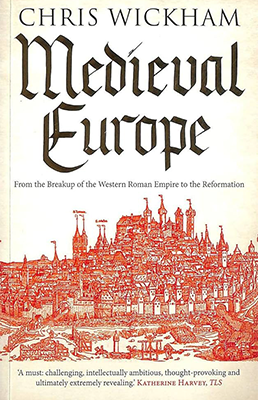 CHRIS WICKHAM
Medieval
Europe
From the Breakup of the Western Roman Empire to the Reformation
'A must: challenging, intellectually ambitious, thought-provoking and
ultimately extremely revealing.' KATHERINE HARVEY, TLS